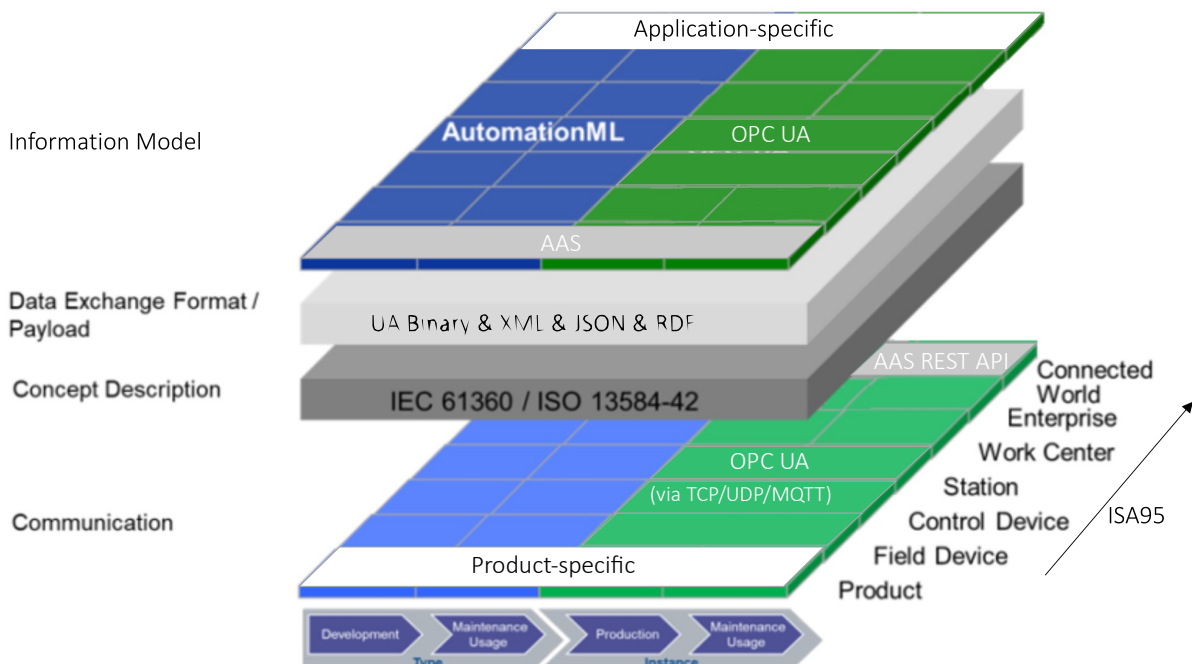 Application-specific
Information Model
AutomationML
OPC UA
AAS
Data Exchange Format /
Payload
UA Binary & XML & JSON & RDF
Concept Description
IEC 61360 / ISO 13584-42
AAS REST API
Connected
World
Enterprise
OPC UA
Work Center
(via TCP/UDP/MQTT)
Station
Communication
Control Device
ISA95
Field Device
Product-specific
Product
Development
Maintenance
Usage
Production
Maintenance
Usage
Type
Instance